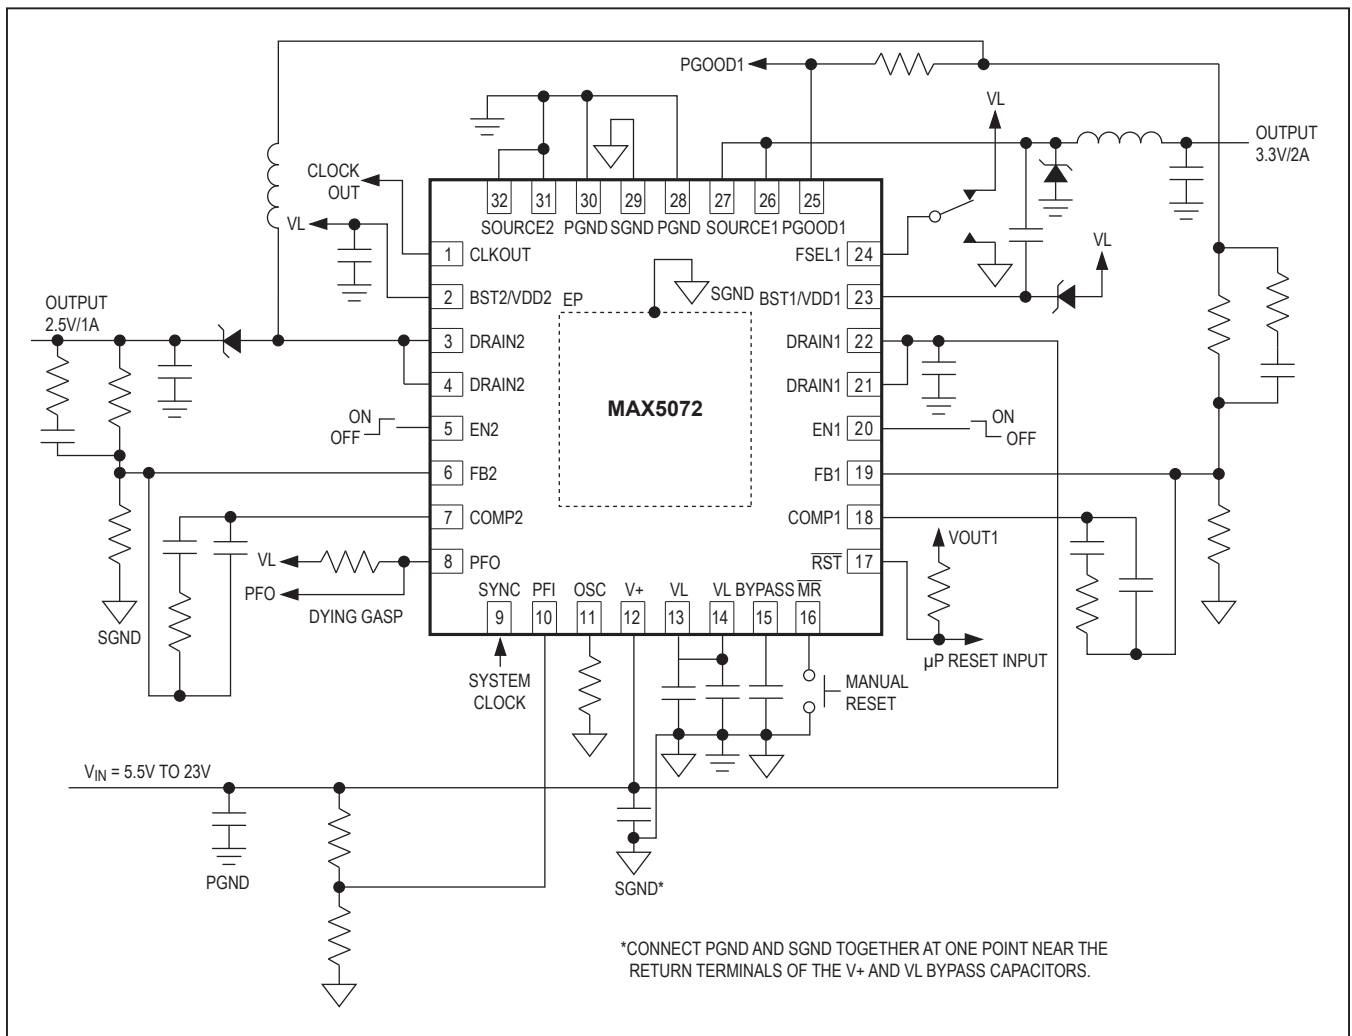 PGOOD1
VL
OUTPUT
3.3V/2A
CLOCK
OUT
VL
32 31 30 29 28 27 26 25
SOURCE2 PGND SGND PGND SOURCE1 PGOOD1
1 CLKOUT
FSEL1 24
VL
2 BST2/VDD2
EP
SGND
BST1/VDD1 23
OUTPUT
2.5V/1A
3 DRAIN2
DRAIN1 22
4 DRAIN2
DRAIN1 21
MAX5072
ON
OFF
5 EN2
EN1 20
ON
OFF
6 FB2
FB1 19
7 COMP2
COMP1 18
VOUT1
VL
8 PFO
RST 17
PFO
DYING GASP
SYNC PFI OSC V+ VL VL BYPASS MR
9 10 11 12 13 14 15 16
SGND
µP RESET INPUT
SYSTEM
CLOCK
MANUAL
RESET
VIN = 5.5V TO 23V
PGND
SGND*
*CONNECT PGND AND SGND TOGETHER AT ONE POINT NEAR THE
RETURN TERMINALS OF THE V+ AND VL BYPASS CAPACITORS.